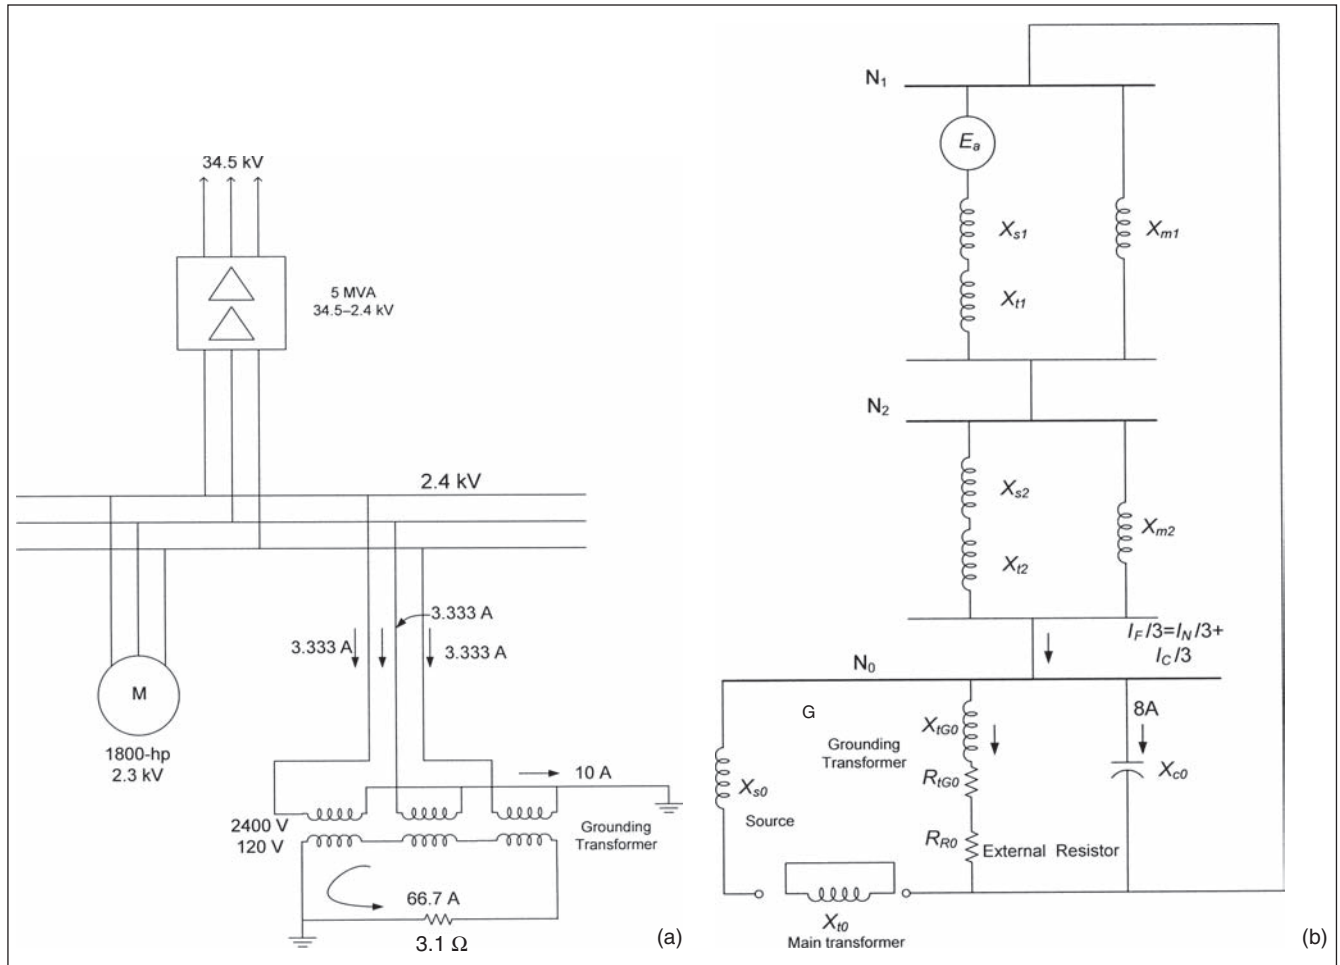 34.5 kV
5 MVA
34.5–2.4 kV
2.4 kV
3.333 A
3.333 A
3.333 A
M
1800-hp
2.3 kV
10 A
2400 V
120 V
Grounding
Transformer
66.7 A
3.1 Ω
(a)
N1
Ea
Xs1
Xm1
Xt1
N2
Xs2
Xm2
Xt2
IF/3=IN/3+
IC/3
N0
G
XtG0
8A
Grounding
Transformer
Xc0
RtG0
Xs0
Source
RR0
External Resistor
Xt0
Main transformer
(b)